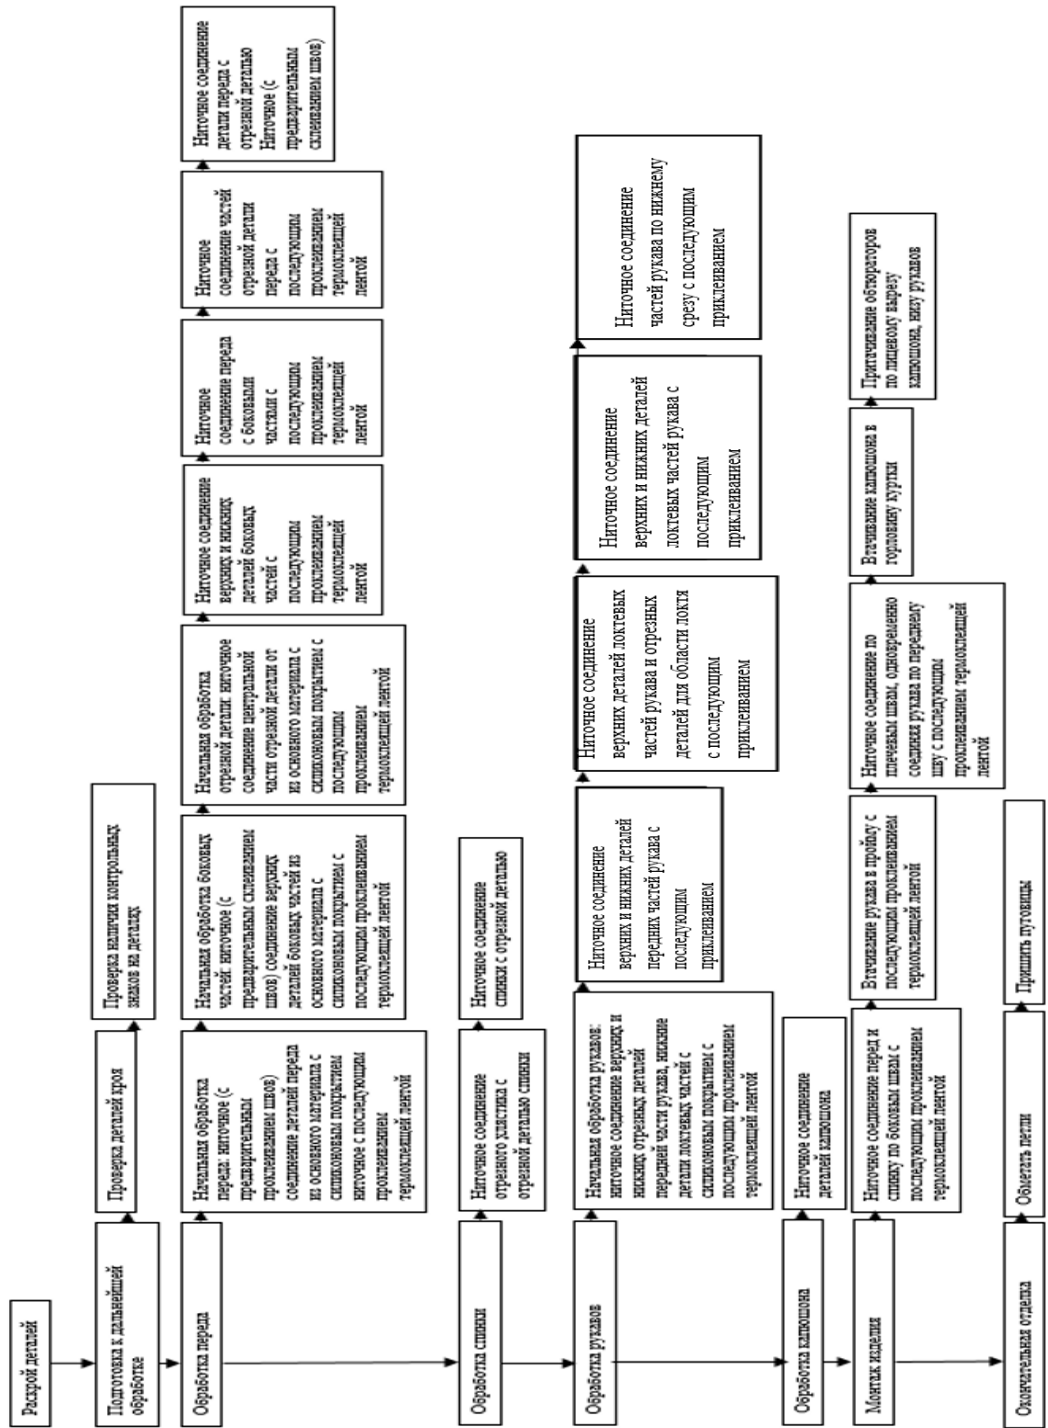 Раскрой деталей
Подготовка к дальнейшей
обработке
Проверка деталей кроя
Проверка наличия контрольных
знаков на деталях
Обработка переда
Начальная обработка
переда: ниточное (с
предварительным
проклеиванием швов)
соединение деталей переда
из основного материала с
силиконовым покрытием
ниточное с последующим
проклеиванием
термоклеящей лентой
Начальная обработка боковых
частей: ниточное (с
предварительным склеиванием
швов) соединение верхних
деталей боковых частей из
основного материала с
силиконовым покрытием с
последующим проклеиванием
термоклеящей лентой
Начальная обработка
отрезной детали: ниточное
соединение центральной
части отрезной детали от
из основного материала с
силиконовым покрытием с
последующим
проклеиванием
термоклеящей лентой
Ниточное соединение
верхних и нижних
деталей боковых
частей с
последующим
проклеиванием
термоклеящей
лентой
Ниточное
соединение переда
с боковыми
частями с
последующим
проклеиванием
термоклеящей
лентой
Ниточное
соединение частей
отрезной детали
переда с
последующим
проклеиванием
термоклеящей
лентой
Ниточное соединение
детали переда с
отрезной деталью
Ниточное (с
предварительным
склеиванием швов)
Обработка спинки
Ниточное соединение
отрезного хлястика с
отрезной деталью спинки
Ниточное соединение
спинки с отрезной деталью
Обработка рукавов
Начальная обработка рукавов:
ниточное соединение верхних и
нижних отрезных деталей
передней части рукава, нижние
детали локтевых частей с
силиконовым покрытием с
последующим проклеиванием
термоклеящей лентой
Ниточное соединение
верхних и нижних деталей
передних частей рукава с
последующим
приклеиванием
Ниточное соединение
верхних деталей локтевых
частей рукава и отрезных
деталей для области локтя
с последующим
приклеиванием
Ниточное соединение
верхних и нижних деталей
локтевых частей рукава с
последующим
приклеиванием
Ниточное соединение
частей рукава по нижнему
срезу с последующим
приклеиванием
Обработка капюшона
Ниточное соединение
деталей капюшона
Монтаж изделия
Ниточное соединение перед и
спинку по боковым швам с
последующим проклеиванием
термоклеящей лентой
Втачивание рукава в пройму с
последующим проклеиванием
термоклеящей лентой
Ниточное соединение по
плечевым швам, одновременно
соединяя рукава по переднему
шву с последующим
проклеиванием термоклеящей
лентой
Втачивание капюшона в
горловину куртки
Притачивание обтюраторов
по лицевому вырезу
капюшона, низу рукавов
Окончательная отделка
Обметать петли
Пришить пуговицы